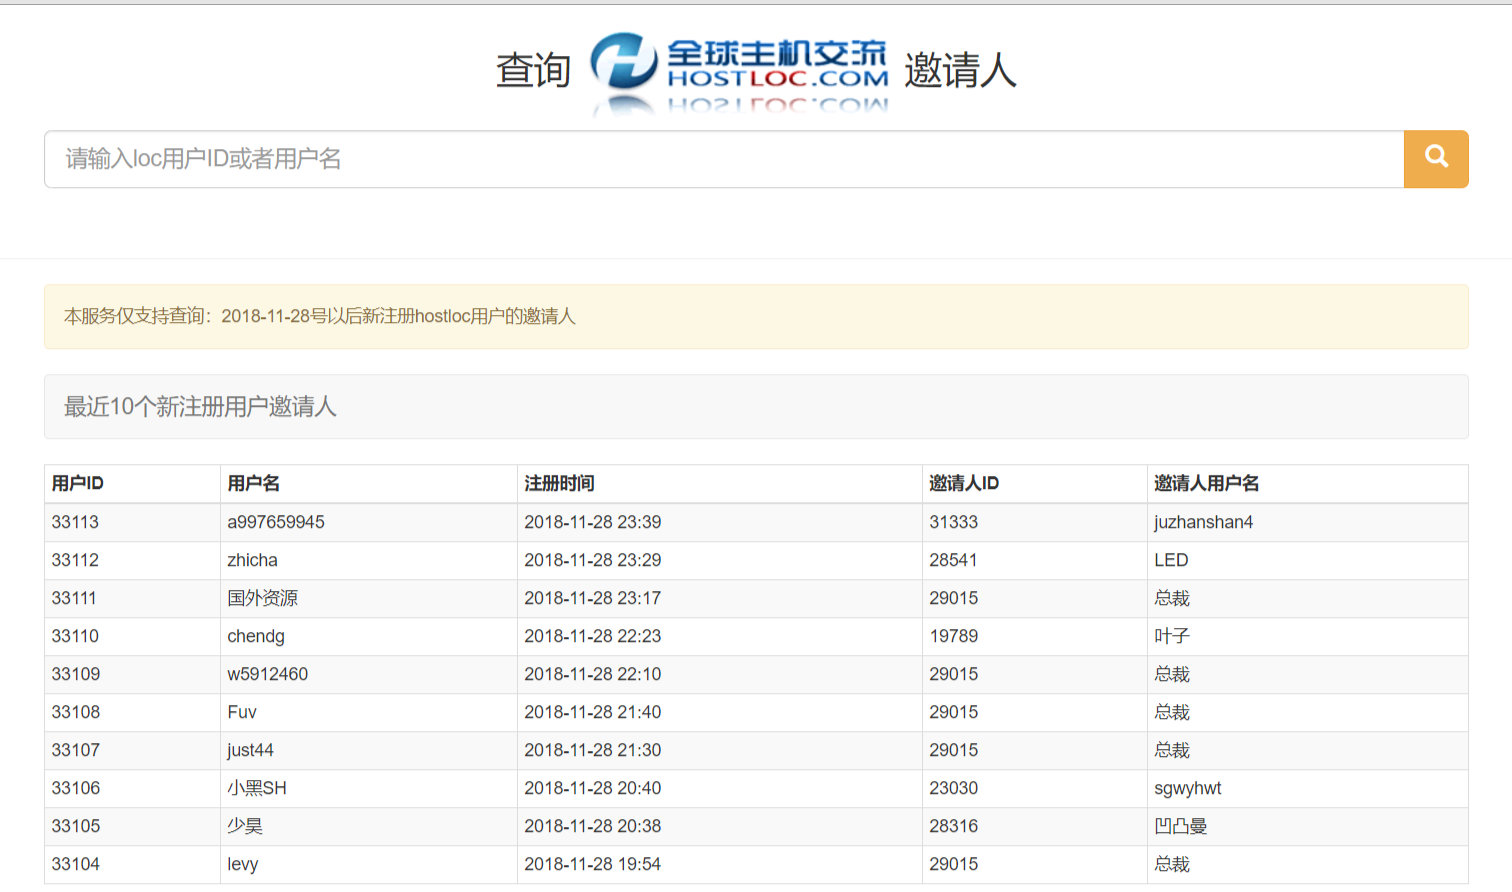 查询 全球主机交流 HOSTLOC.COM 邀请人
请输入loc用户ID或者用户名
本服务仅支持查询：2018-11-28号以后新注册hostloc用户的邀请人
最近10个新注册用户邀请人
用户ID 用户名 注册时间 邀请人ID 邀请人用户名
33113 a997659945 2018-11-28 23:39 31333 juzhanshan4
33112 zhicha 2018-11-28 23:29 28541 LED
33111 国外资源 2018-11-28 23:17 29015 总裁
33110 chendg 2018-11-28 22:23 19789 叶子
33109 w5912460 2018-11-28 22:10 29015 总裁
33108 Fuv 2018-11-28 21:40 29015 总裁
33107 just44 2018-11-28 21:30 29015 总裁
33106 小黑SH 2018-11-28 20:40 23030 sgwyhwt
33105 少昊 2018-11-28 20:38 28316 凹凸曼
33104 levy 2018-11-28 19:54 29015 总裁